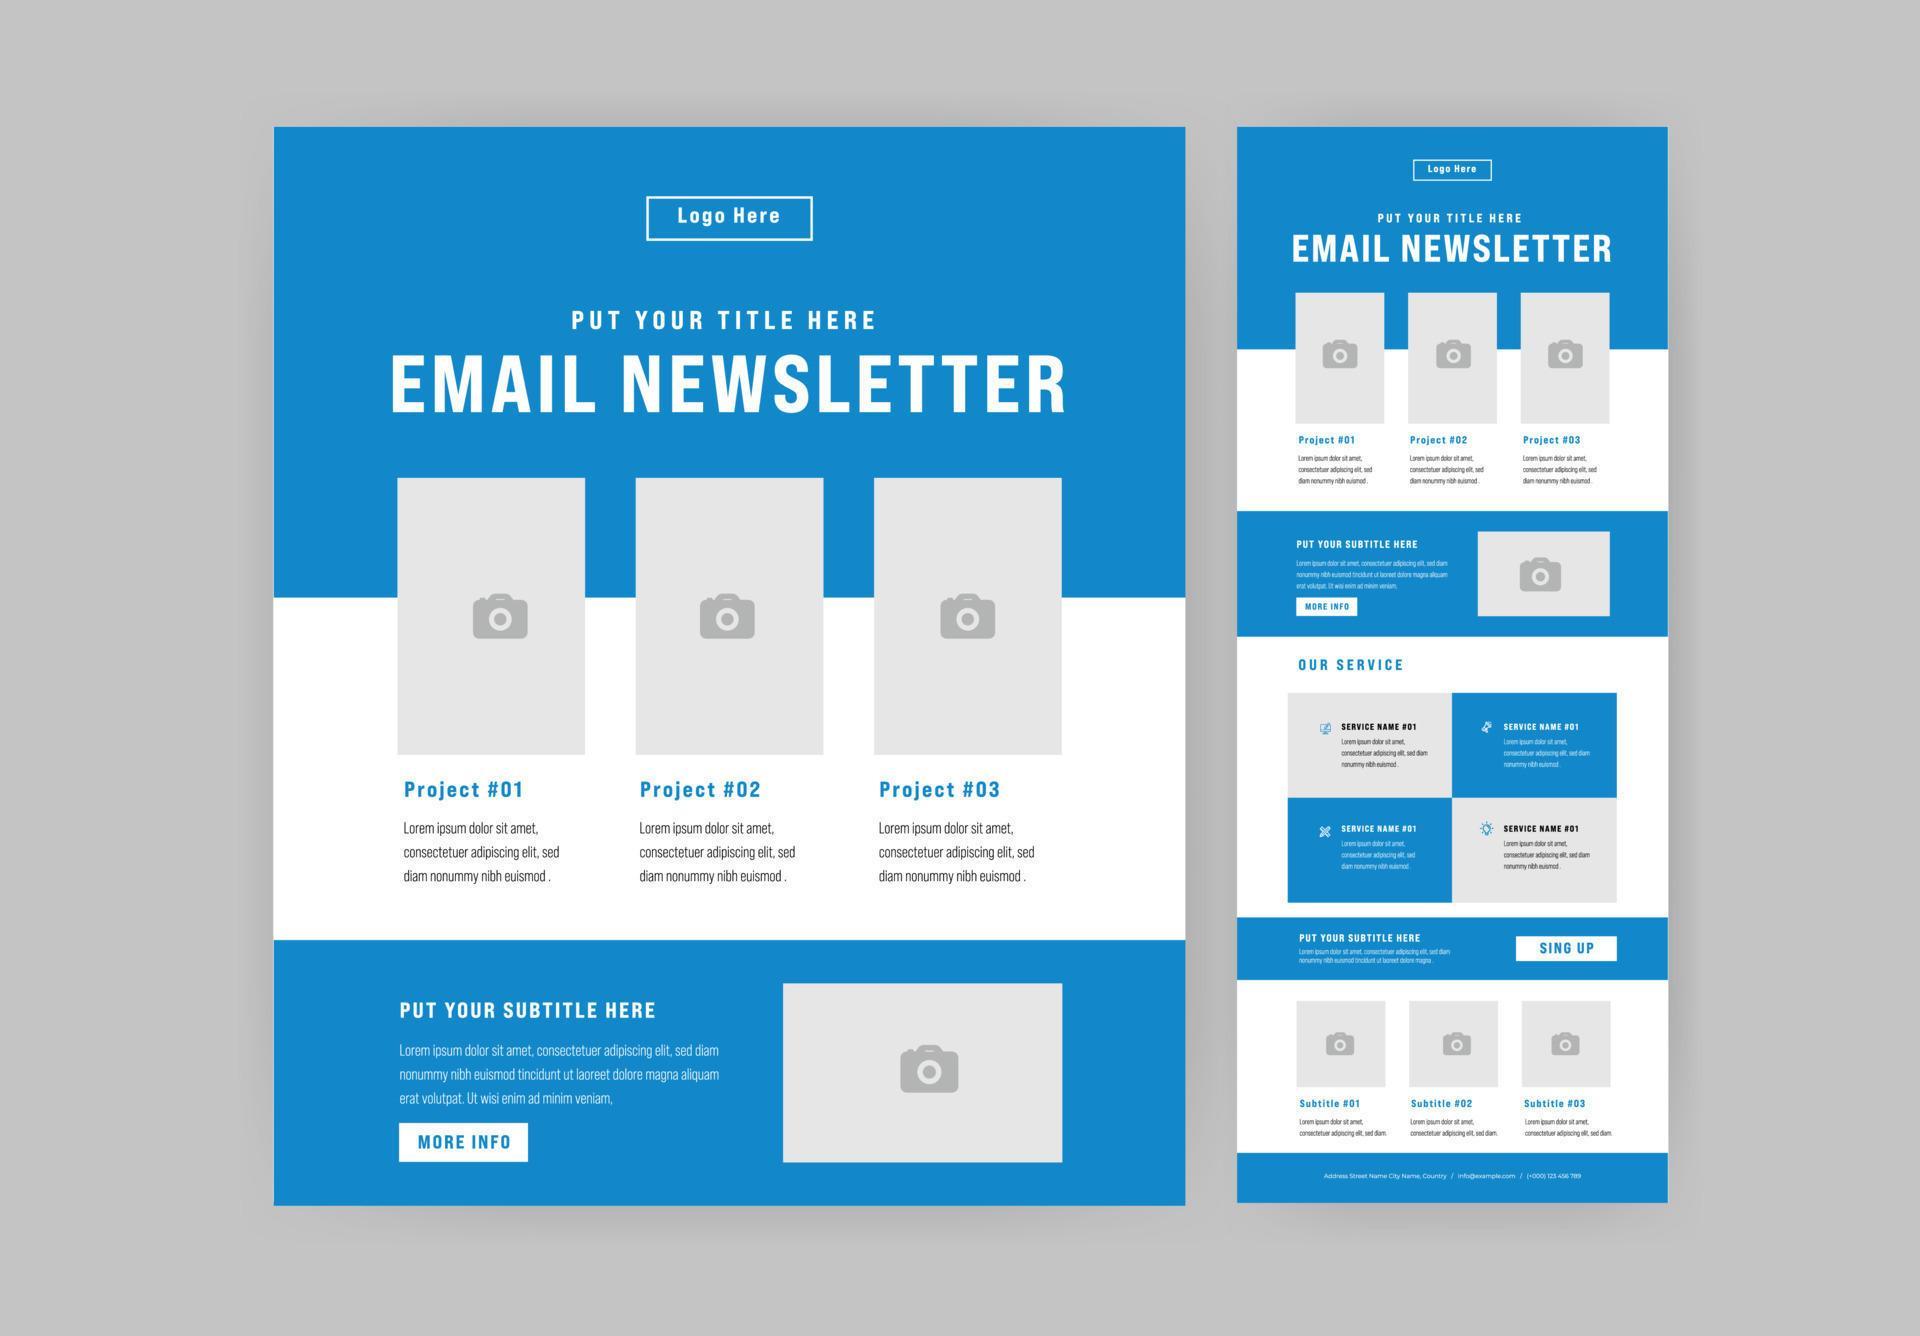 Logo Here
PUT YOUR TITLE HERE
EMAIL NEWSLETTER
Project #01
Lorem ipsum dolor sit amet,
consectetuer adipiscing elit, sed
diam nonummy nibh euismod .
Project #02
Lorem ipsum dolor sit amet,
consectetuer adipiscing elit, sed
diam nonummy nibh euismod .
Project #03
Lorem ipsum dolor sit amet,
consectetuer adipiscing elit, sed
diam nonummy nibh euismod .
PUT YOUR SUBTITLE HERE
Lorem ipsum dolor sit amet, consectetuer adipiscing elit, sed diam
nonummy nibh euismod tincidunt ut laoreet dolore magna aliquam
erat volutpat. Ut wisi enim ad minim veniam,
MORE INFO
Logo Here
PUT YOUR TITLE HERE
EMAIL NEWSLETTER
Project #01
Lorem ipsum dolor sit amet,
consectetuer adipiscing elit, sed
diam nonummy nibh euismod .
Project #02
Lorem ipsum dolor sit amet,
consectetuer adipiscing elit, sed
diam nonummy nibh euismod .
Project #03
Lorem ipsum dolor sit amet,
consectetuer adipiscing elit, sed
diam nonummy nibh euismod .
PUT YOUR SUBTITLE HERE
Lorem ipsum dolor sit amet, consectetuer adipiscing elit, sed diam
nonummy nibh euismod tincidunt ut laoreet dolore magna aliquam
erat volutpat. Ut wisi enim ad minim veniam,
MORE INFO
OUR SERVICE
SERVICE NAME #01
Lorem ipsum dolor sit amet,
consectetuer adipiscing elit, sed diam
nonummy nibh euismod .
SERVICE NAME #01
Lorem ipsum dolor sit amet,
consectetuer adipiscing elit, sed diam
nonummy nibh euismod .
SERVICE NAME #01
Lorem ipsum dolor sit amet,
consectetuer adipiscing elit, sed
diam nonummy nibh euismod .
SERVICE NAME #01
Lorem ipsum dolor sit amet,
consectetuer adipiscing elit, sed diam
nonummy nibh euismod .
PUT YOUR SUBTITLE HERE
Lorem ipsum dolor sit amet, consectetuer adipiscing elit, sed diam
nonummy nibh euismod tincidunt ut laoreet dolore magna .
SING UP
Subtitle #01
Lorem ipsum dolor sit amet,
consectetuer adipiscing elit, sed diam.
Subtitle #02
Lorem ipsum dolor sit amet,
consectetuer adipiscing elit, sed diam.
Subtitle #03
Lorem ipsum dolor sit amet,
consectetuer adipiscing elit, sed diam.
Address Street Name City Name, Country / info@example.com / (+000) 123 456 789